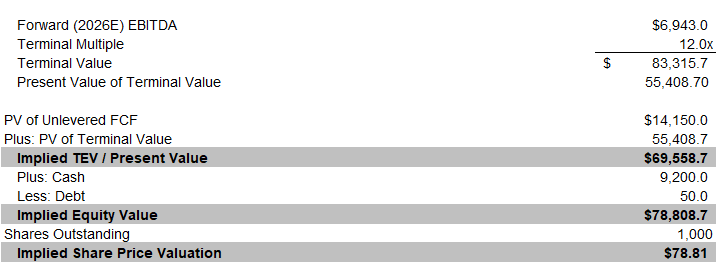 Forward (2026E) EBITDA $6,943.0
Terminal Multiple 12.0x
Terminal Value $ 83,315.7
Present Value of Terminal Value 55,408.70
PV of Unlevered FCF $14,150.0
Plus: PV of Terminal Value 55,408.7
Implied TEV / Present Value $69,558.7
Plus: Cash 9,200.0
Less: Debt 50.0
Implied Equity Value $78,808.7
Shares Outstanding 1,000
Implied Share Price Valuation $78.81